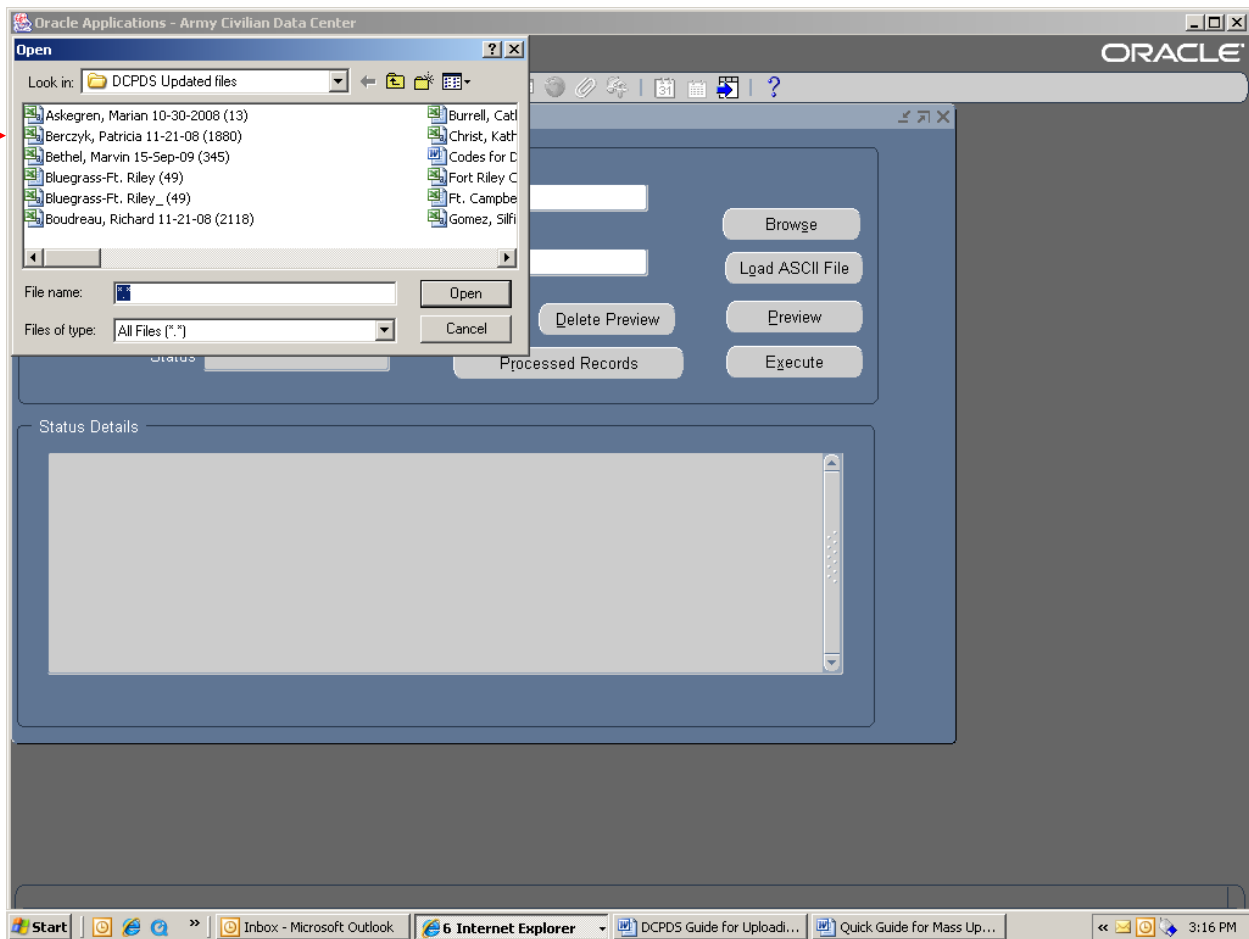 Oracle Applications - Army Civilian Data Center
Open
ORACLE
Look in: DCPDS Updated files
Askegren, Marian 10-30-2008 (13)
Berczyk, Patricia 11-21-08 (1880)
Bethel, Marvin 15-Sep-09 (345)
Bluegrass-Ft. Riley (49)
Bluegrass-Ft. Riley_ (49)
Boudreau, Richard 11-21-08 (2118)
Burrell, Catl
Christ, Kath
Codes for D
Fort Riley C
Ft. Campbe
Gomez, Silfi
File name: *.*
Open
Files of type: All Files (*.*)
Cancel
Browse
Load ASCII File
Delete Preview
Preview
Status
Processed Records
Execute
Status Details
Start
Inbox - Microsoft Outlook
6 Internet Explorer
DCPDS Guide for Uploadi...
Quick Guide for Mass Up...
3:16 PM